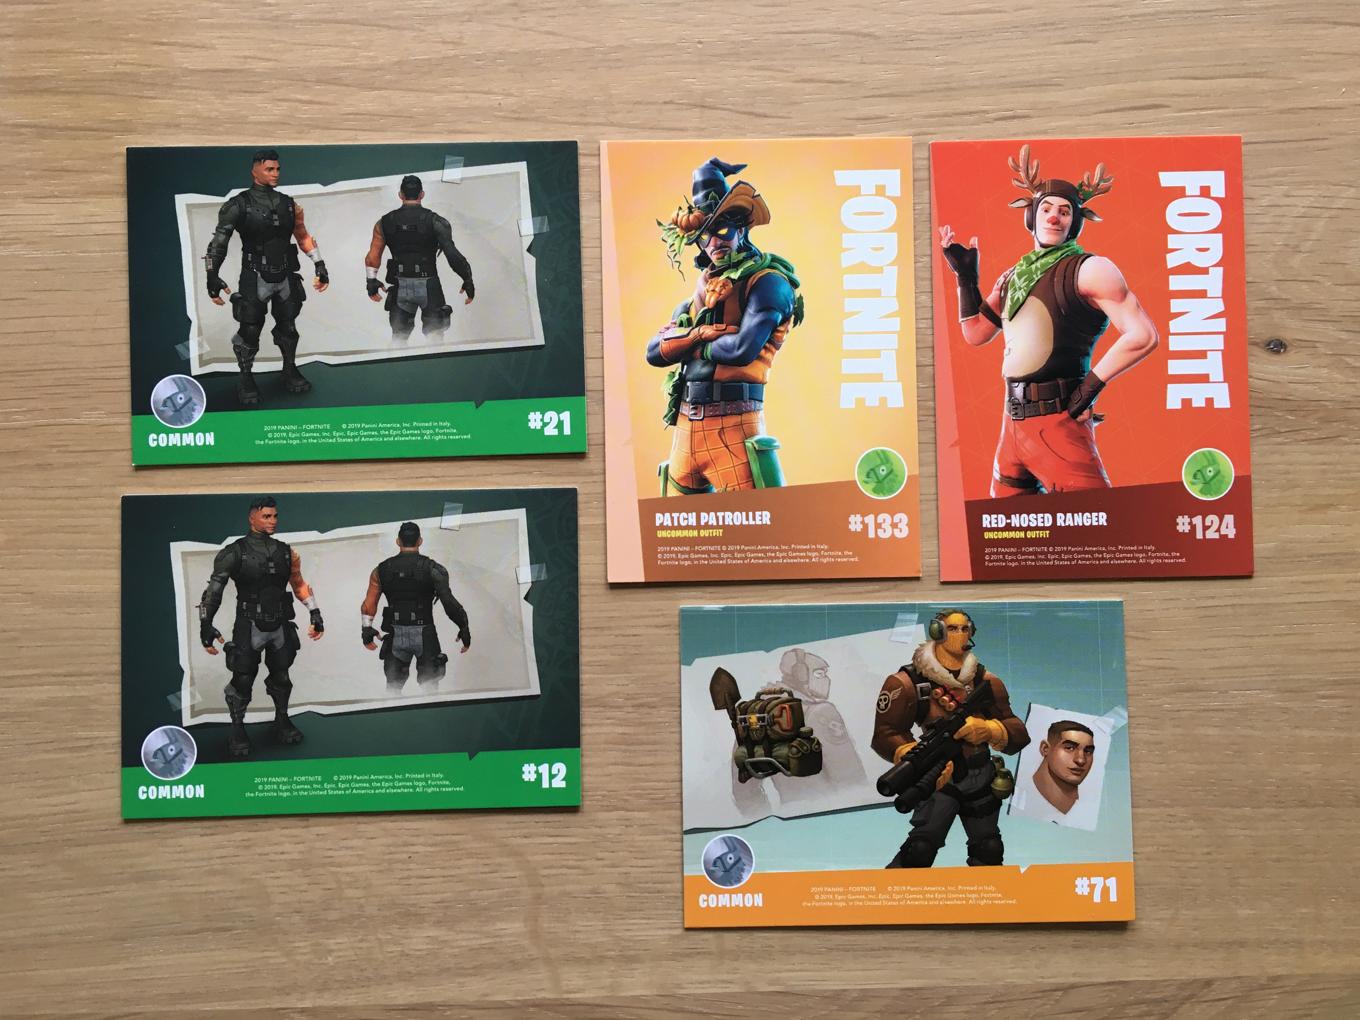 COMMON
2019 PANINI – FORTNITE © 2019 Panini America, Inc. Printed in Italy.
© 2019, Epic Games, Inc. Epic, Epic Games, the Epic Games logo, Fortnite,
the Fortnite logo, in the United States of America and elsewhere. All rights reserved.
#21
FORTNITE
PATCH PATROLLER
UNCOMMON OUTFIT
#133
2019 PANINI – FORTNITE © 2019 Panini America, Inc. Printed in Italy.
© 2019, Epic Games, Inc. Epic, Epic Games, the Epic Games logo, Fortnite, the
Fortnite logo, in the United States of America and elsewhere. All rights reserved.
FORTNITE
RED-NOSED RANGER
UNCOMMON OUTFIT
#124
2019 PANINI – FORTNITE © 2019 Panini America, Inc. Printed in Italy.
© 2019, Epic Games, Inc. Epic, Epic Games, the Epic Games logo, Fortnite, the
Fortnite logo, in the United States of America and elsewhere. All rights reserved.
COMMON
2019 PANINI – FORTNITE © 2019 Panini America, Inc. Printed in Italy.
© 2019, Epic Games, Inc. Epic, Epic Games, the Epic Games logo, Fortnite,
the Fortnite logo, in the United States of America and elsewhere. All rights reserved.
#12
COMMON
2019 PANINI – FORTNITE © 2019 Panini America, Inc. Printed in Italy.
© 2019, Epic Games, Inc. Epic, Epic Games, the Epic Games logo, Fortnite,
the Fortnite logo, in the United States of America and elsewhere. All rights reserved.
#71